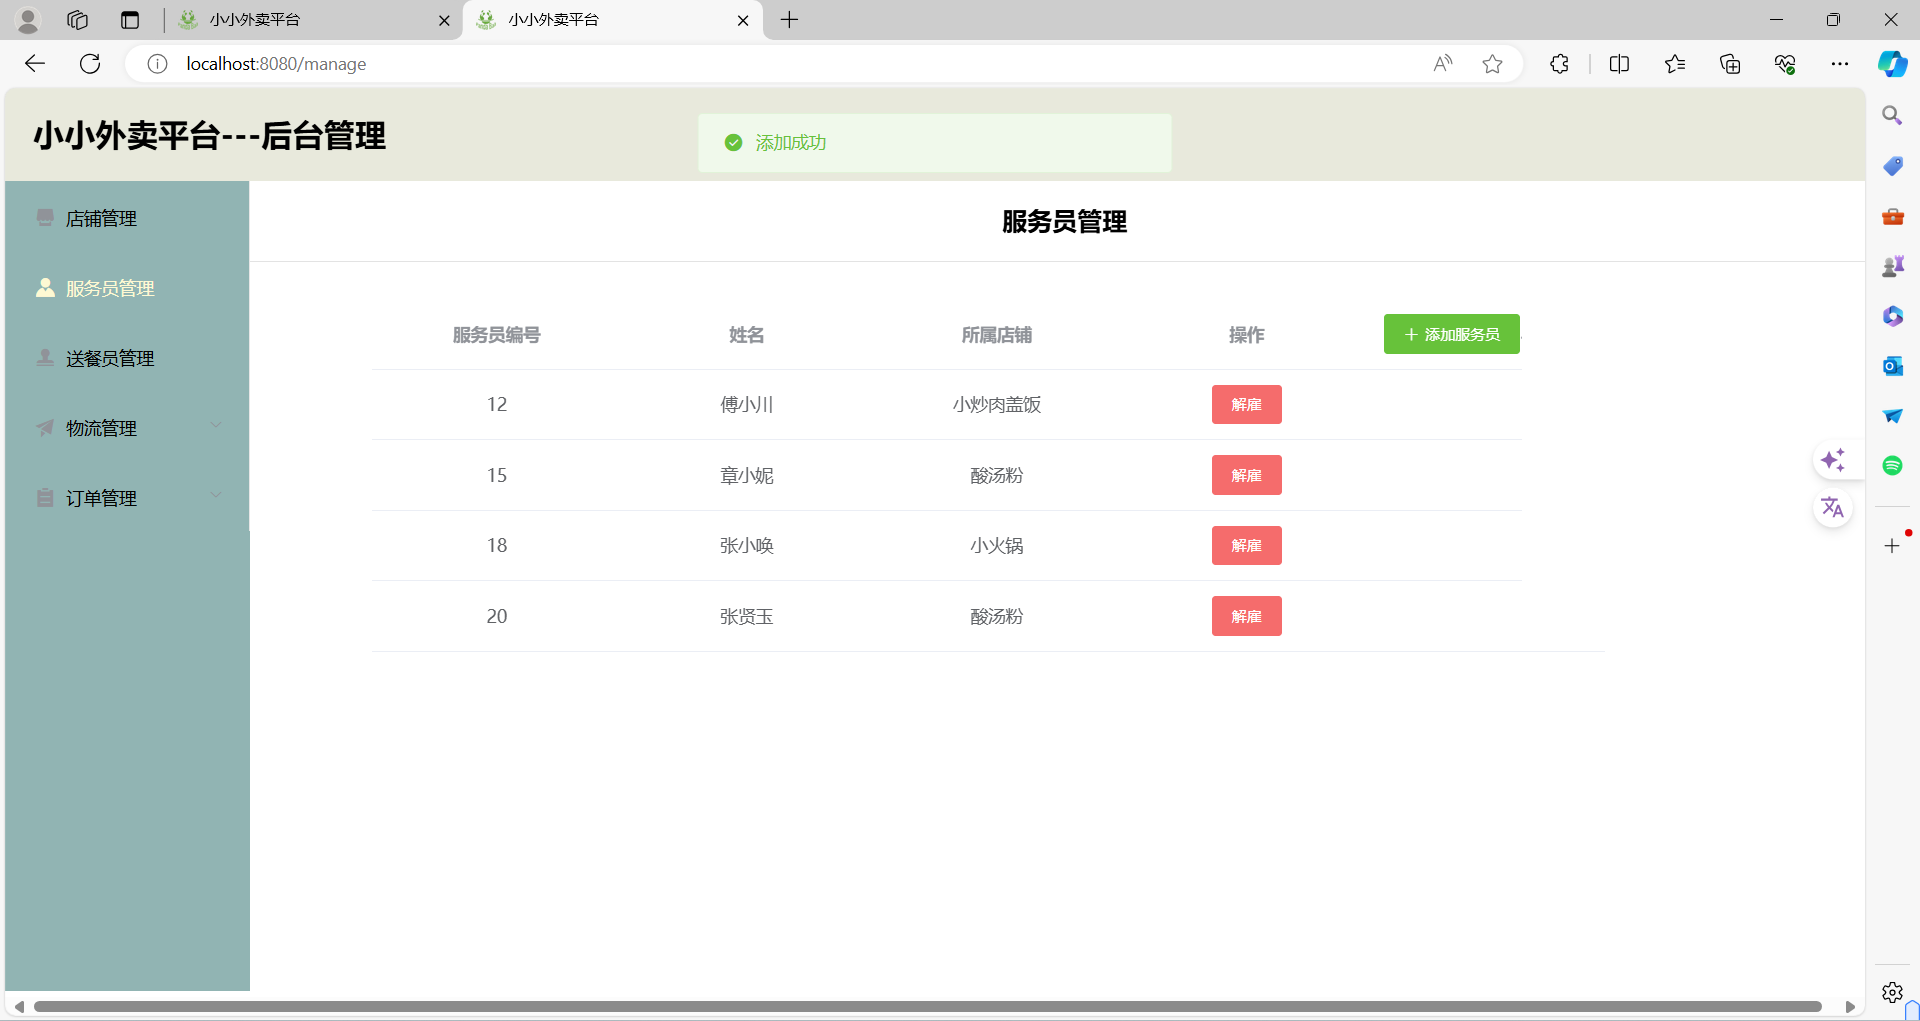 小小外卖平台
小小外卖平台
localhost:8080/manage
小小外卖平台---后台管理
添加成功
店铺管理
服务员管理
送餐员管理
物流管理
订单管理
服务员管理
服务员编号 姓名 所属店铺 操作 添加服务员
12 傅小川 小炒肉盖饭 解雇
15 章小妮 酸汤粉 解雇
18 张小唤 小火锅 解雇
20 张贤玉 酸汤粉 解雇